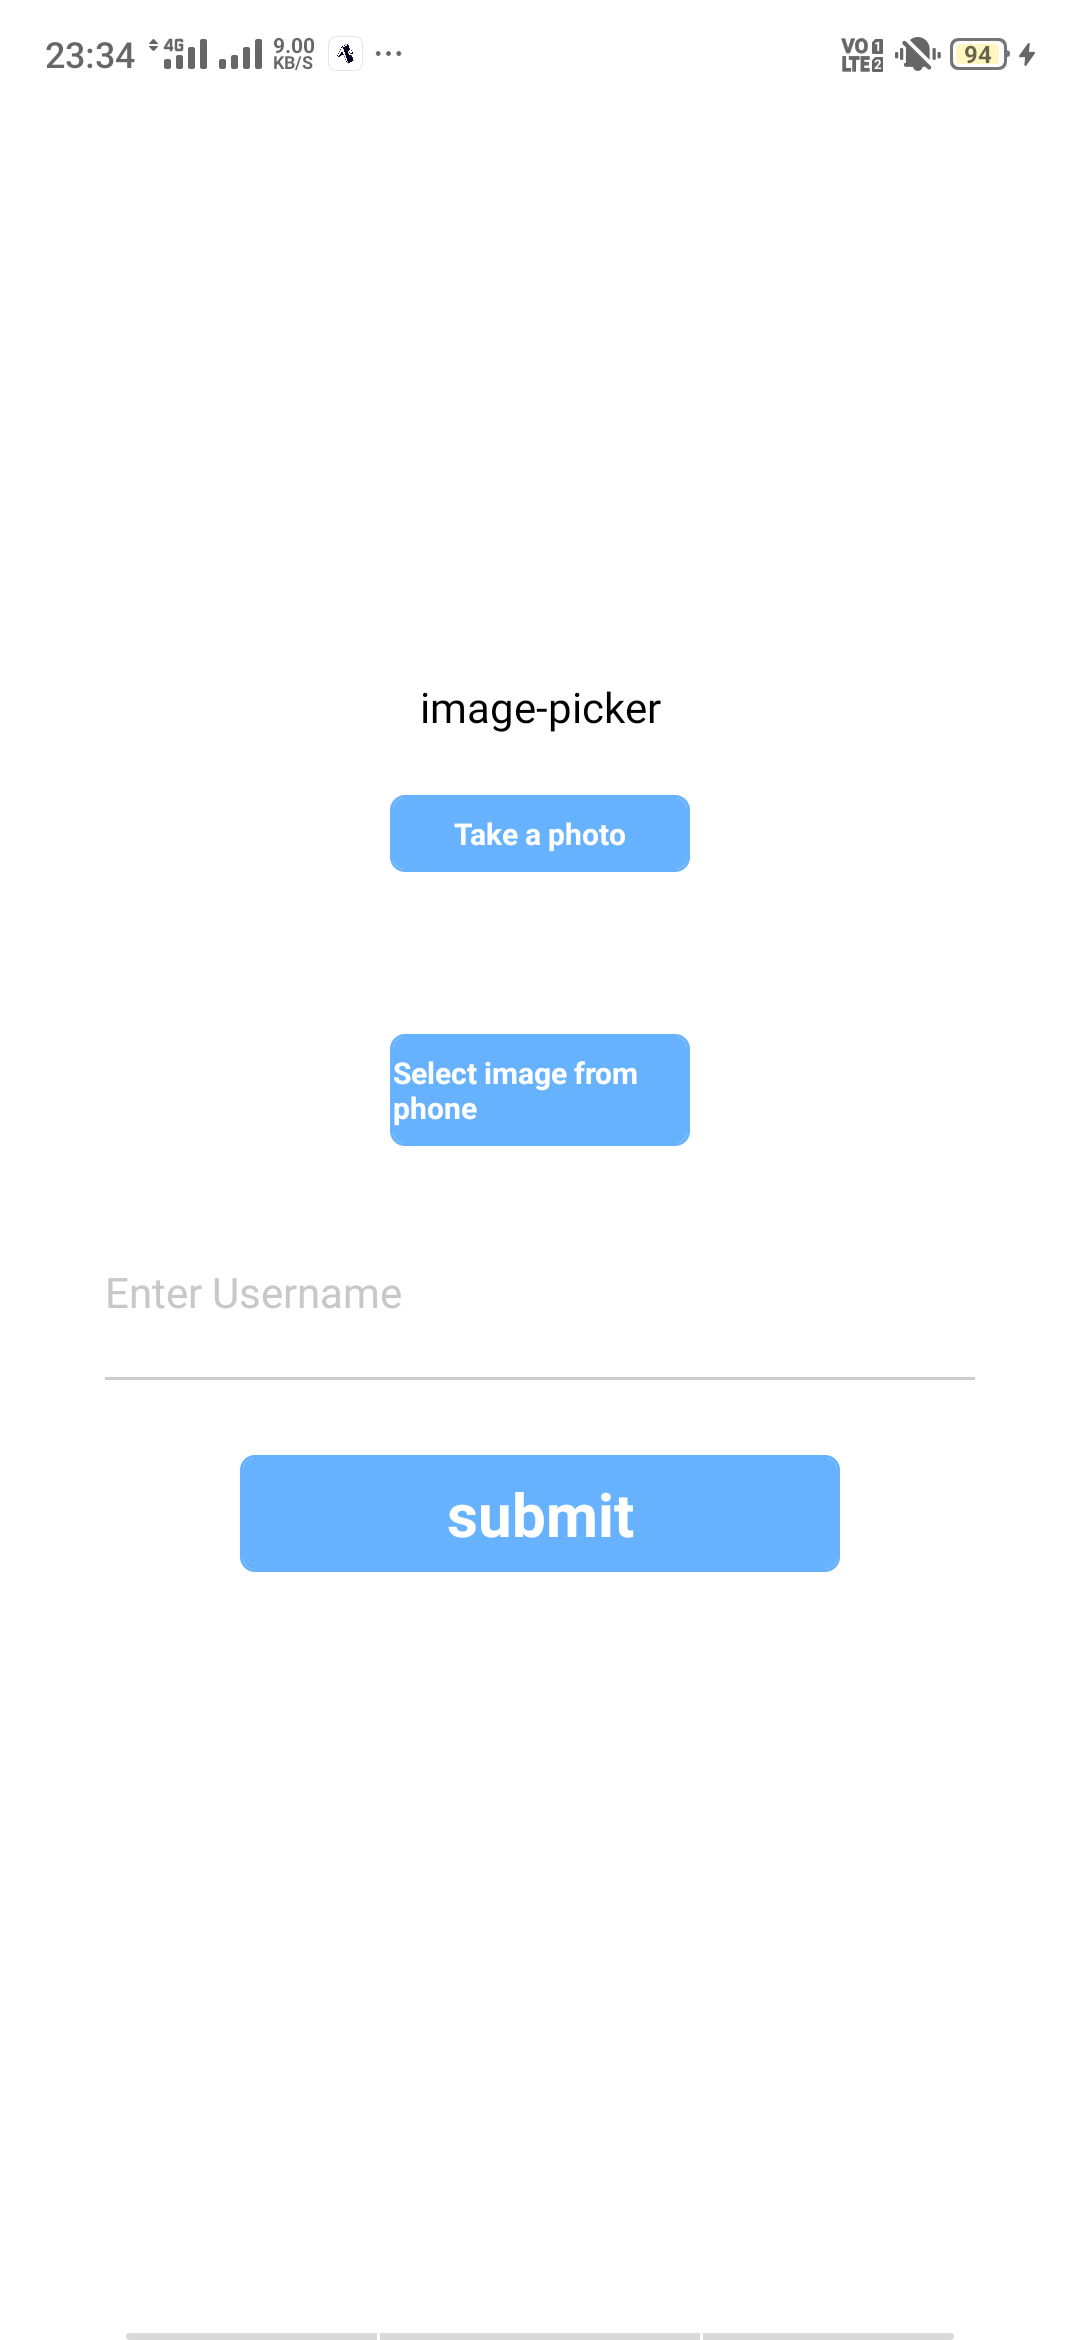 23:34 4G 9.00 KB/S ... VO LTE 1 2 94
image-picker
Take a photo
Select image from
phone
Enter Username
submit